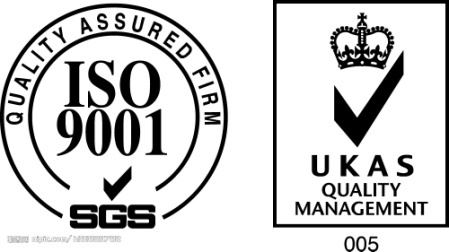 QUALITY ASSURED FIRM
ISO
9001
SGS
UKAS
QUALITY
MANAGEMENT
005